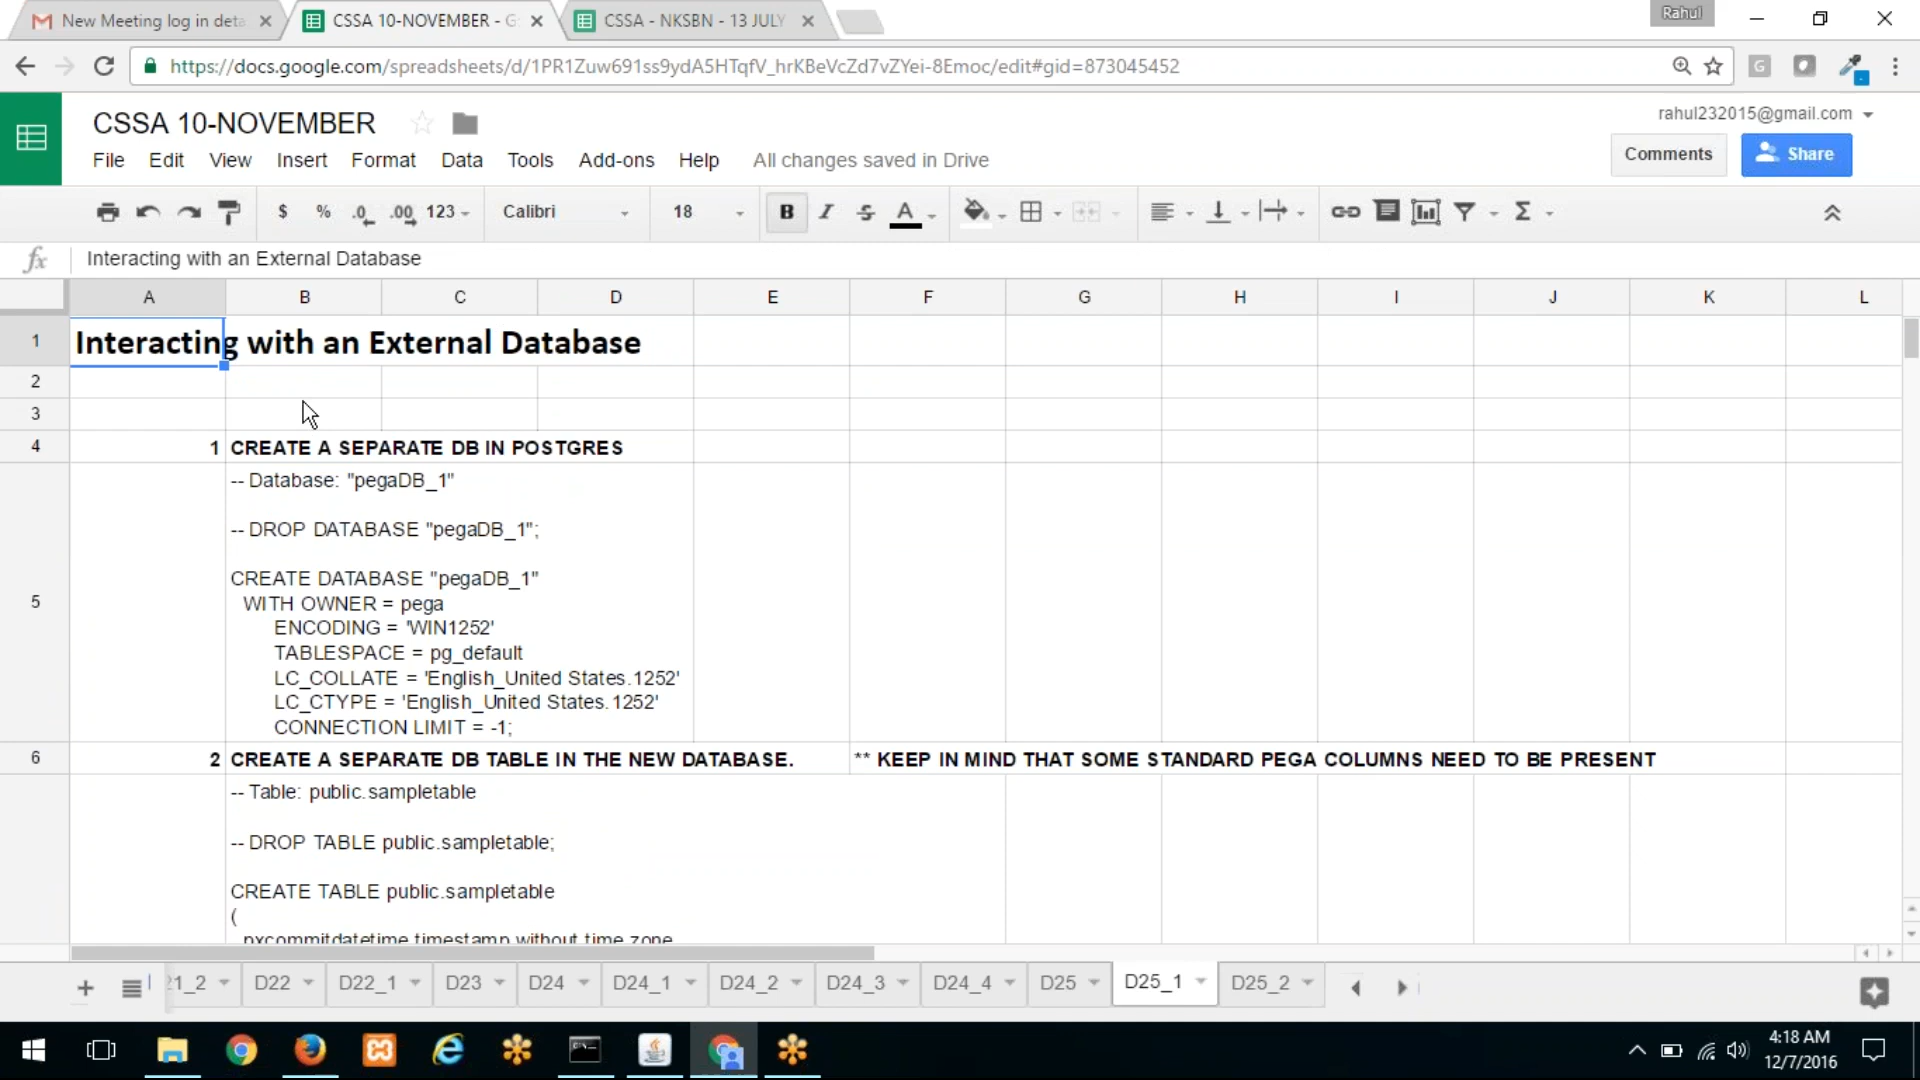 New Meeting log in deta
CSSA 10-NOVEMBER - G
CSSA - NKSBN - 13 JULY
Rahul
https://docs.google.com/spreadsheets/d/1PR1Zuw691ss9ydA5HTqfV_hrKBeVcZd7vZYei-8Emoc/edit#gid=873045452
CSSA 10-NOVEMBER
rahul232015@gmail.com
File Edit View Insert Format Data Tools Add-ons Help All changes saved in Drive
Comments
Share
$ % .0 .00 123 Calibri 18 B I S A Σ
fx Interacting with an External Database
A B C D E F G H I J K L
1 Interacting with an External Database
2
3
4 1 CREATE A SEPARATE DB IN POSTGRES
-- Database: "pegaDB_1"
-- DROP DATABASE "pegaDB_1";
CREATE DATABASE "pegaDB_1"
5 WITH OWNER = pega
ENCODING = 'WIN1252'
TABLESPACE = pg_default
LC_COLLATE = 'English_United States.1252'
LC_CTYPE = 'English_United States.1252'
CONNECTION LIMIT = -1;
6 2 CREATE A SEPARATE DB TABLE IN THE NEW DATABASE. ** KEEP IN MIND THAT SOME STANDARD PEGA COLUMNS NEED TO BE PRESENT
-- Table: public.sampletable
-- DROP TABLE public.sampletable;
CREATE TABLE public.sampletable
(
pxcommitdatetime timestamp without time zone
21_2 D22 D22_1 D23 D24 D24_1 D24_2 D24_3 D24_4 D25 D25_1 D25_2
4:18 AM
12/7/2016